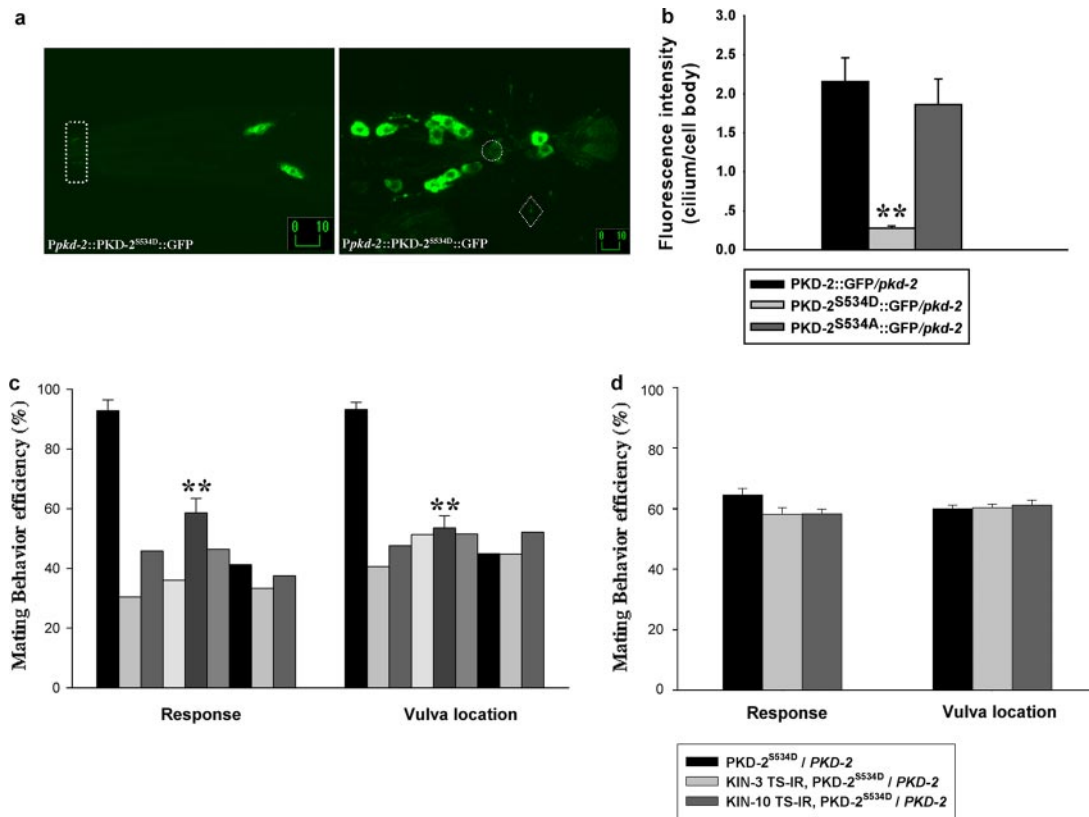 a
Ppkd-2::PKD-2S534D::GFP
0 10
Ppkd-2::PKD-2S534D::GFP
0 10
b
Fluorescence intensity
(cilium/cell body)
3.0
2.5
2.0
1.5
1.0
.5
0.0
**
PKD-2::GFP/pkd-2
PKD-2S534D::GFP/pkd-2
PKD-2S534A::GFP/pkd-2
c
Mating Behavior efficiency (%)
100
80
60
40
20
0
**
**
Response
Vulva location
d
Mating Behavior efficiency (%)
100
80
60
40
20
0
Response
Vulva location
PKD-2S534D / PKD-2
KIN-3 TS-IR, PKD-2S534D / PKD-2
KIN-10 TS-IR, PKD-2S534D / PKD-2